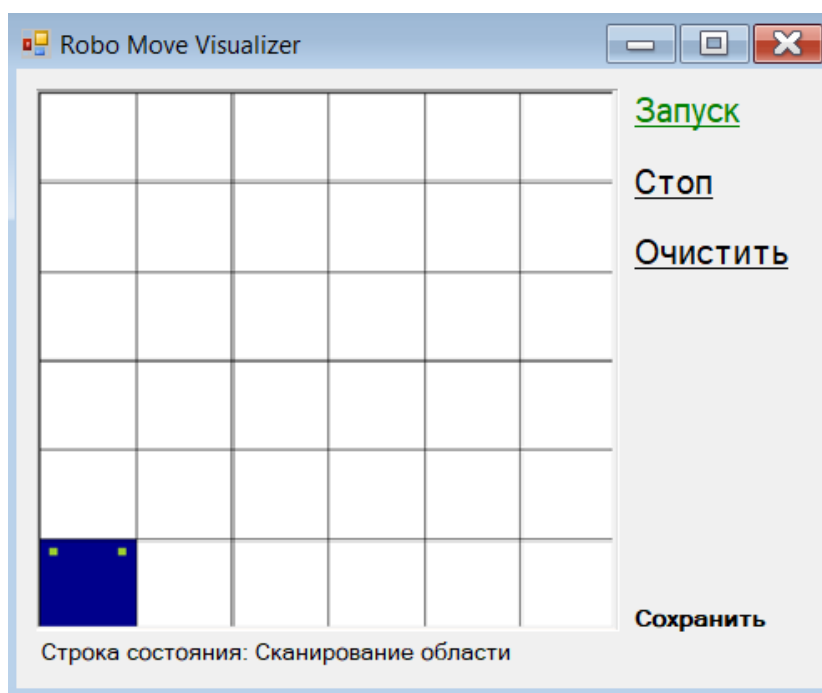 Robo Move Visualizer
Запуск
Стоп
Очистить
Сохранить
Строка состояния: Сканирование области